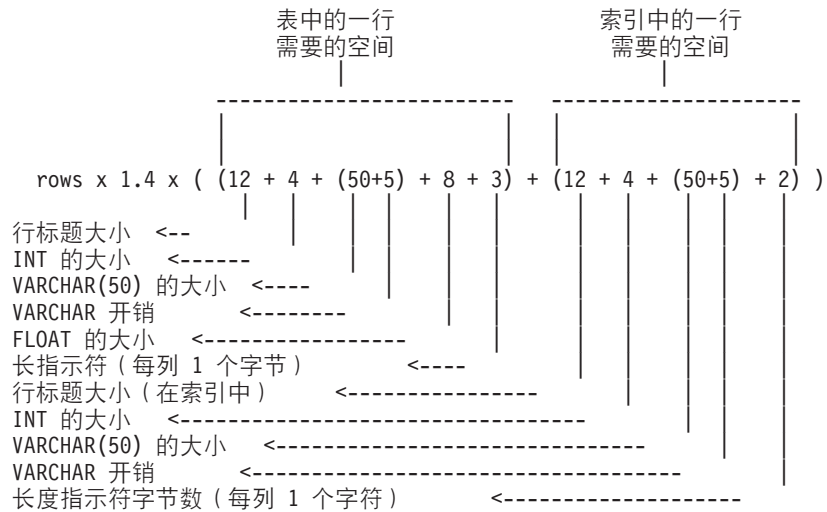 表中的一行 索引中的一行
需要的空间 需要的空间
rows x 1.4 x ( (12 + 4 + (50+5) + 8 + 3) + (12 + 4 + (50+5) + 2) )
行标题大小 <--
INT 的大小 <------
VARCHAR(50) 的大小 <----
VARCHAR 开销 <--------
FLOAT 的大小 <-----------------
长指示符（每列 1 个字节） <----
行标题大小（在索引中） <----------------
INT 的大小 <----------------------------------
VARCHAR(50) 的大小 <-------------------------------
VARCHAR 开销 <------------------------------------
长度指示符字节数（每列 1 个字符） <--------------------